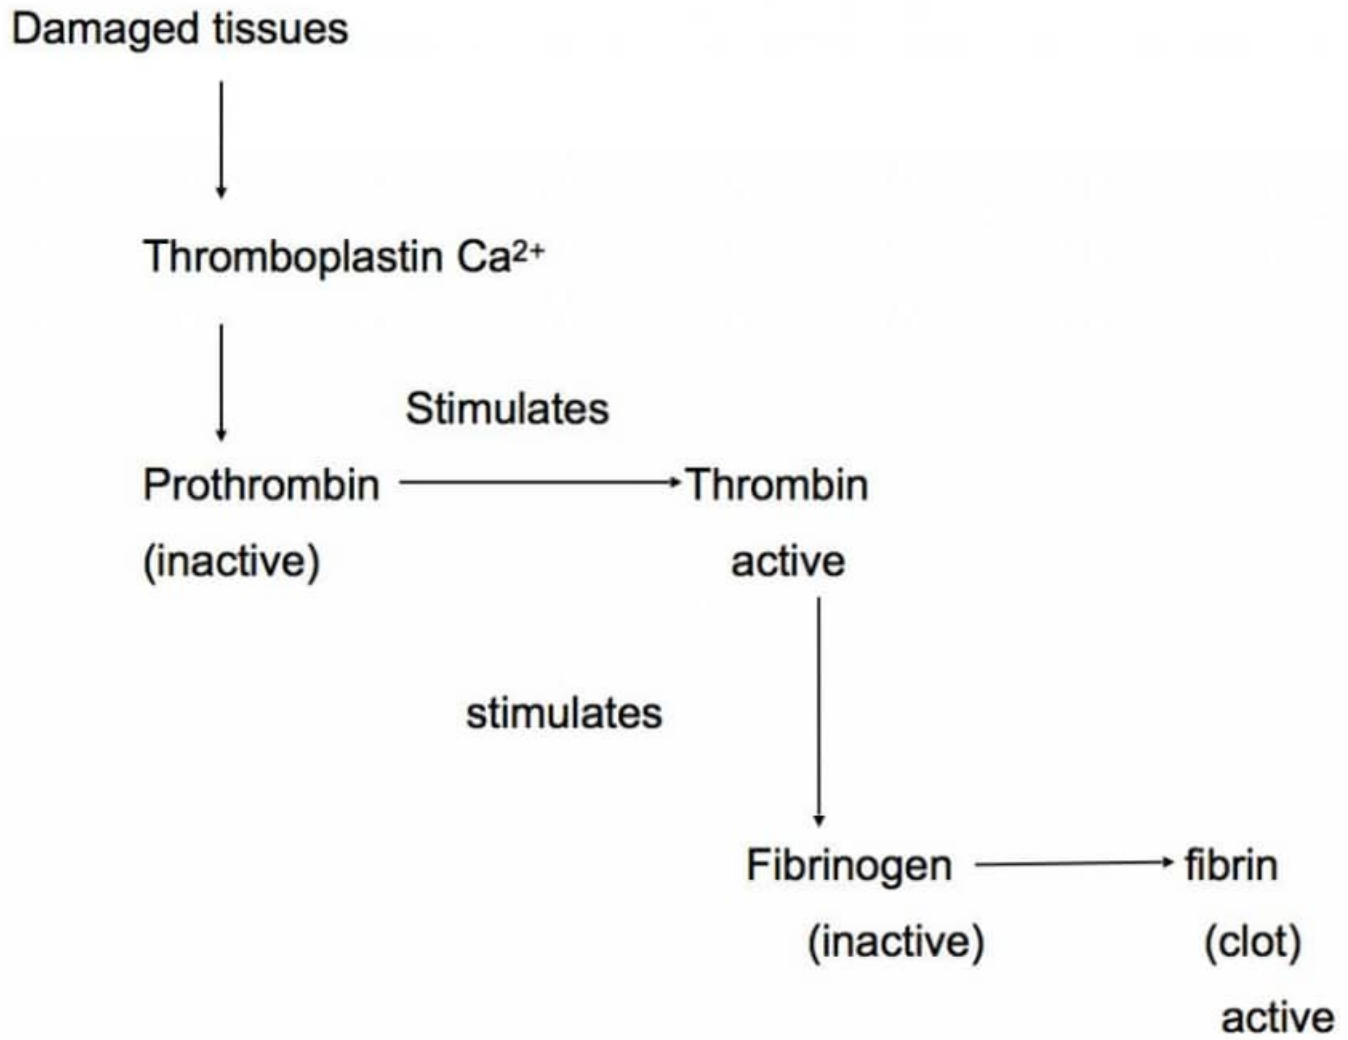 Damaged tissues
Thromboplastin Ca²⁺
Stimulates
Prothrombin Thrombin
(inactive) active
stimulates
Fibrinogen fibrin
(inactive) (clot)
active